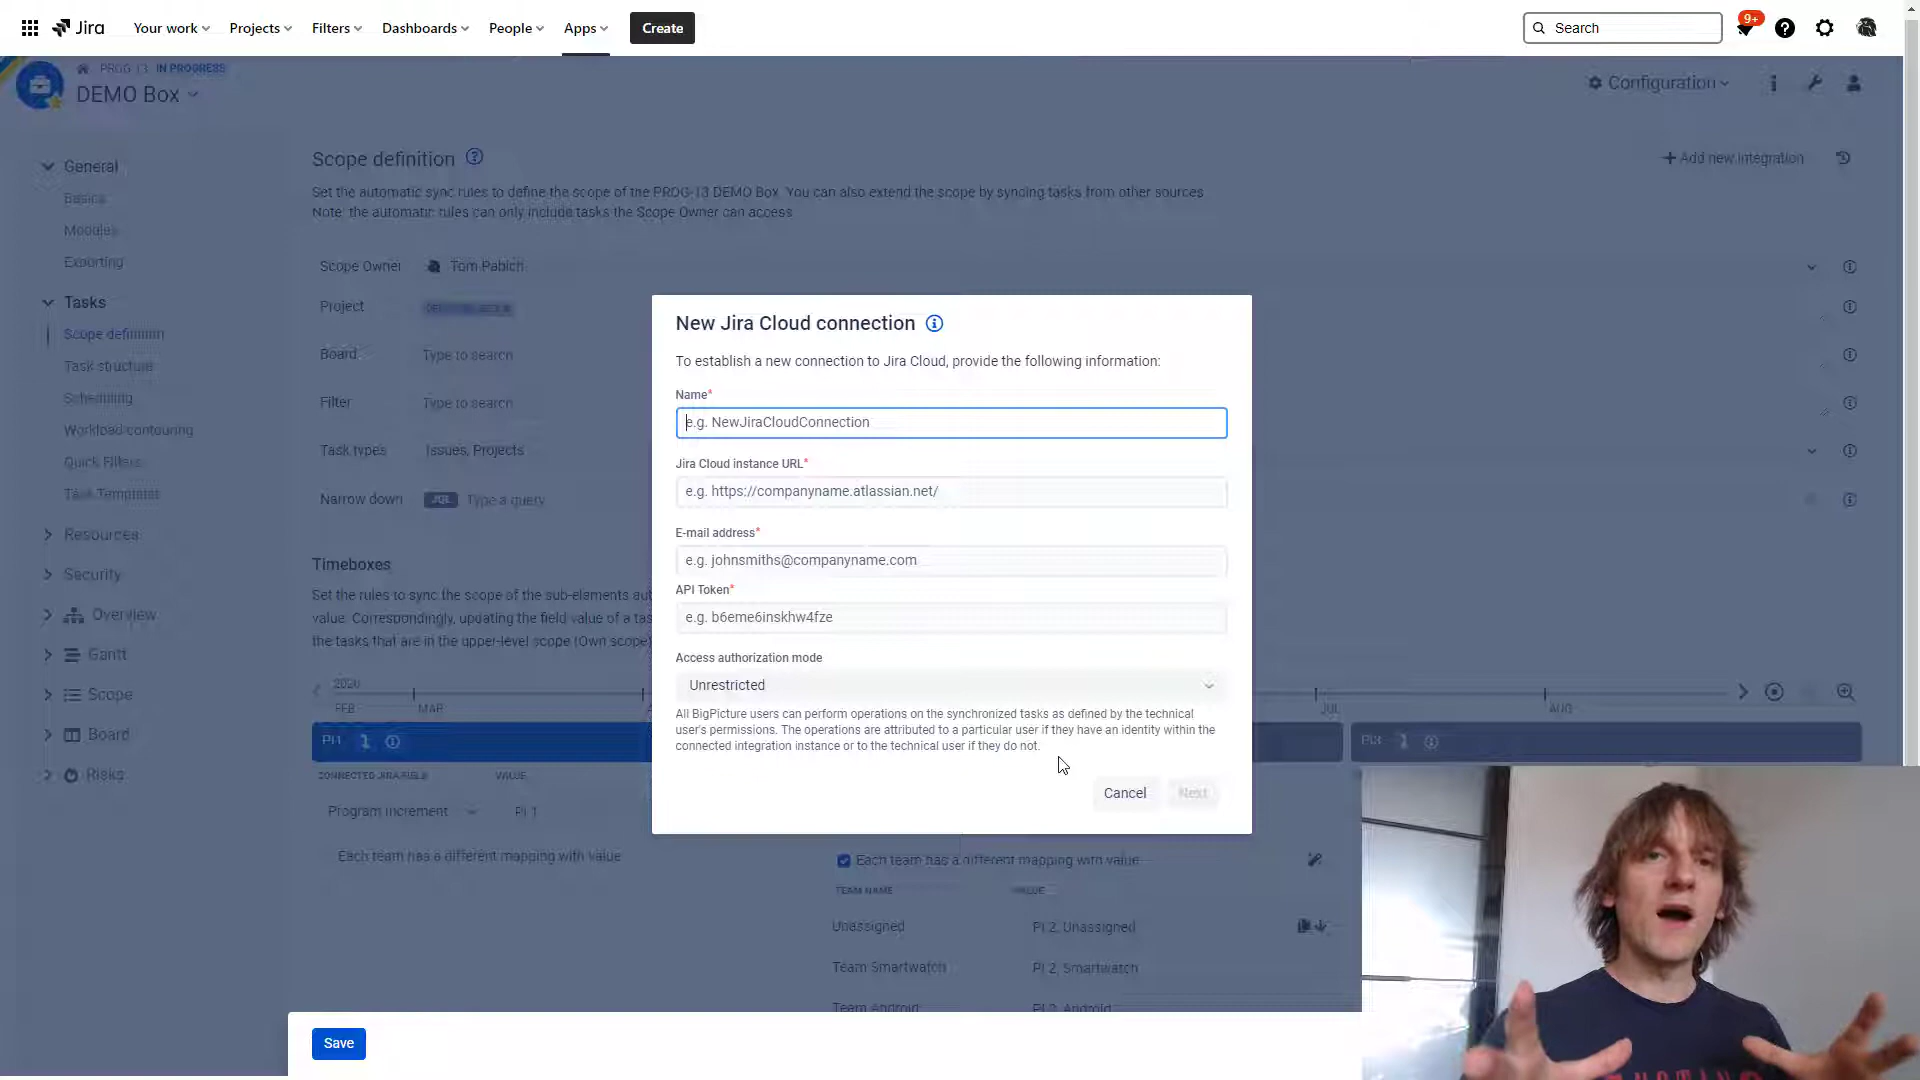 Jira
Your work
Projects
Filters
Dashboards
People
Apps
Create
Search
9+
PROG-13 IN PROGRESS
DEMO Box
Configuration
General
Basics
Modules
Exporting
Tasks
Scope definition
Task structure
Scheduling
Workload contouring
Quick Filters
Task Templates
Resources
Security
Overview
Gantt
Scope
Board
Risks
Scope definition
Add new integration
Set the automatic sync rules to define the scope of the PROG-13 DEMO Box. You can also extend the scope by syncing tasks from other sources
Note: the automatic rules can only include tasks the Scope Owner can access
Scope Owner
Tom Pabich
Project
Board
Type to search
Filter
Type to search
Task types
Issues, Projects
Narrow down
JQL
Type a query
Timeboxes
Set the rules to sync the scope of the sub-elements
value. Correspondingly, updating the field value of a
the tasks that are in the upper-level scope (Own scope)
2020
FEB
MAR
JUL
AUG
PI 1
PI 3
CONNECTED JIRA FIELD
VALUE
Program Increment
PI 1
Each team has a different mapping with value
Each team has a different mapping with value
TEAM NAME
VALUE
Unassigned
PI 2, Unassigned
Team Smartwatch
PI 2, Smartwatch
Team Android
PI 2, Android
Save
New Jira Cloud connection
To establish a new connection to Jira Cloud, provide the following information:
Name*
e.g. NewJiraCloudConnection
Jira Cloud instance URL*
e.g. https://companyname.atlassian.net/
E-mail address*
e.g. johnsmiths@companyname.com
API Token*
e.g. b6eme6inskhw4fze
Access authorization mode
Unrestricted
All BigPicture users can perform operations on the synchronized tasks as defined by the technical
user's permissions. The operations are attributed to a particular user if they have an identity within the
connected integration instance or to the technical user if they do not.
Cancel
Next